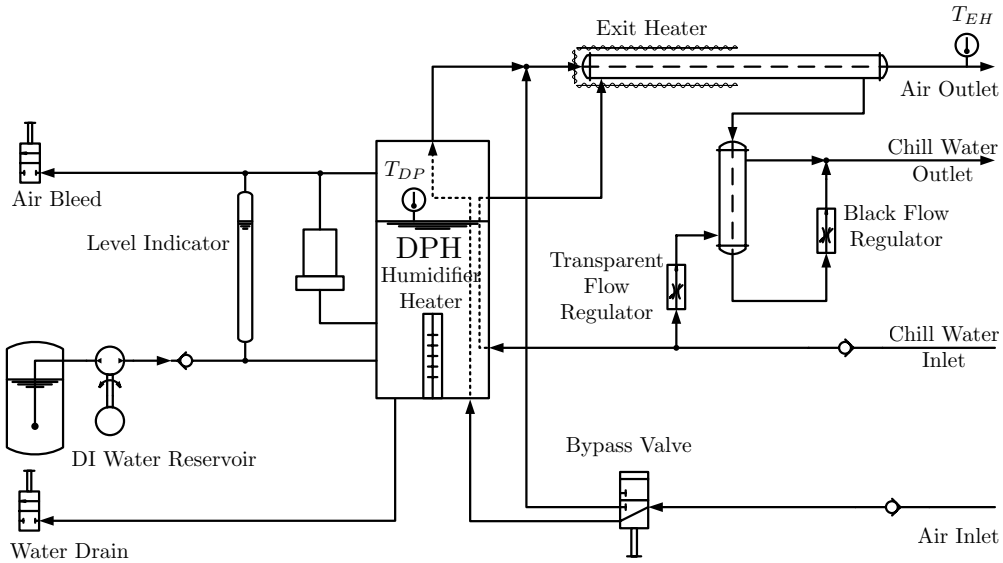 T_EH
Exit Heater
Air Outlet
Chill Water
Outlet
T_DP
Air Bleed
Level Indicator
DPH
Humidifier
Heater
Black Flow
Regulator
Transparent
Flow
Regulator
Chill Water
Inlet
DI Water Reservoir
Bypass Valve
Water Drain
Air Inlet